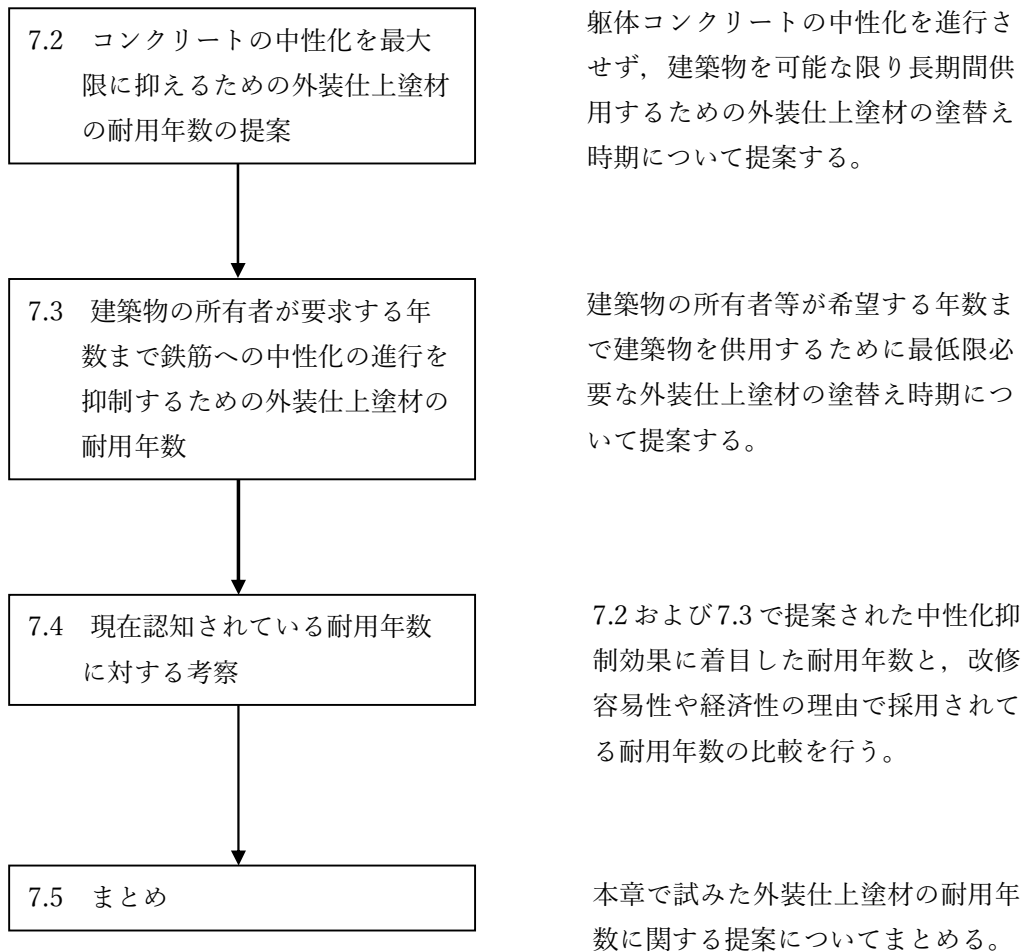 7.2 コンクリートの中性化を最大
限に抑えるための外装仕上塗材
の耐用年数の提案
躯体コンクリートの中性化を進行さ
せず，建築物を可能な限り長期間供
用するための外装仕上塗材の塗替え
時期について提案する。
7.3 建築物の所有者が要求する年
数まで鉄筋への中性化の進行を
抑制するための外装仕上塗材の
耐用年数
建築物の所有者等が希望する年数ま
で建築物を供用するために最低限必
要な外装仕上塗材の塗替え時期につ
いて提案する。
7.4 現在認知されている耐用年数
に対する考察
7.2 および 7.3 で提案された中性化抑
制効果に着目した耐用年数と，改修
容易性や経済性の理由で採用されて
る耐用年数の比較を行う。
7.5 まとめ
本章で試みた外装仕上塗材の耐用年
数に関する提案についてまとめる。